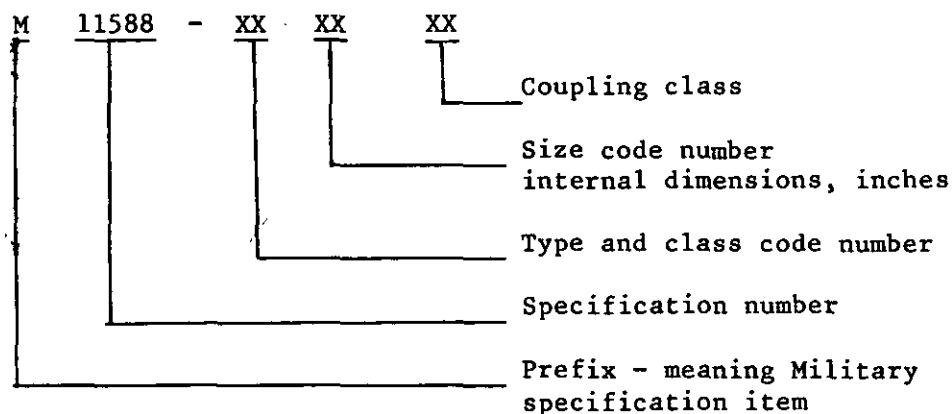 M 11588 - XX XX XX
Coupling class
Size code number
internal dimensions, inches
Type and class code number
Specification number
Prefix - meaning Military
specification item